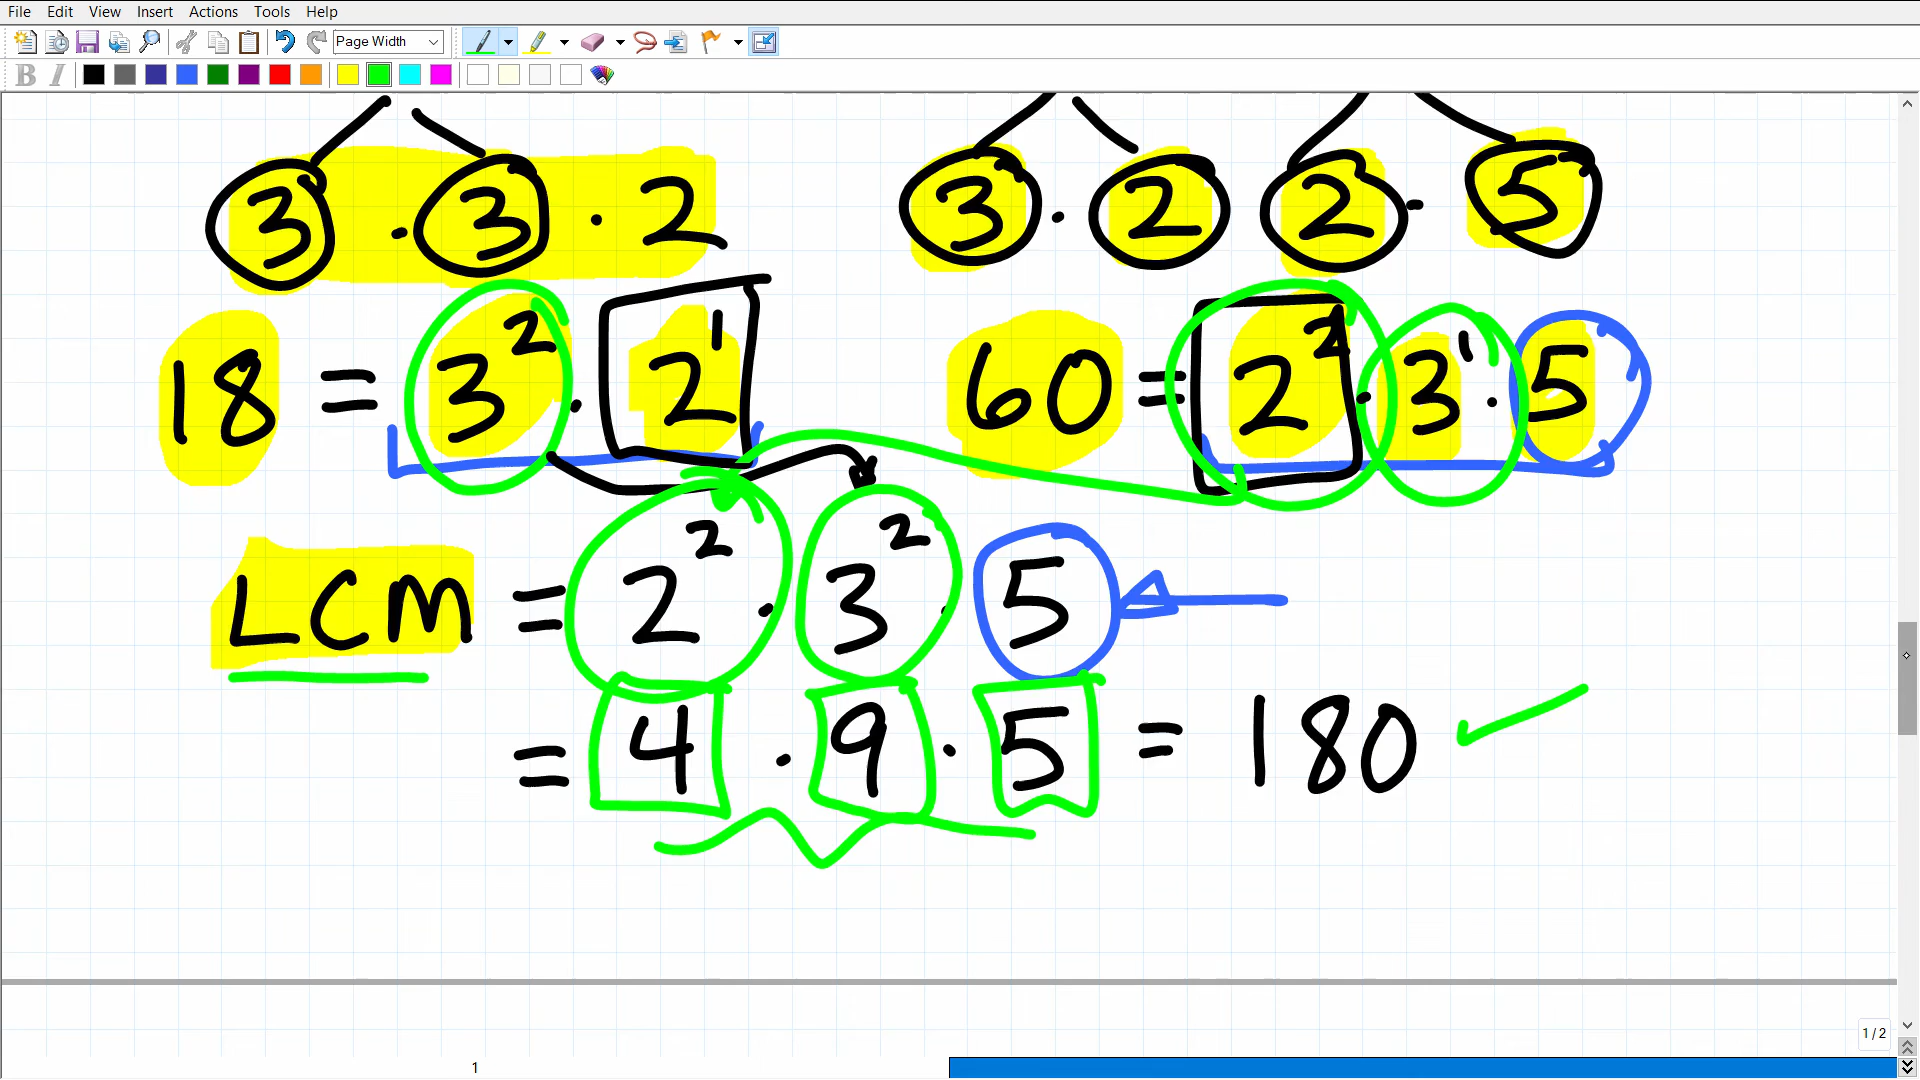 File Edit View Insert Actions Tools Help
Page Width
B I
3 · 3 · 2
3 · 2 2 · 5
18 = 3² · 2¹
60 = 2² · 3¹ · 5
LCM = 2² · 3² · 5
= 4 · 9 · 5 = 180 ✓
1 / 2
1